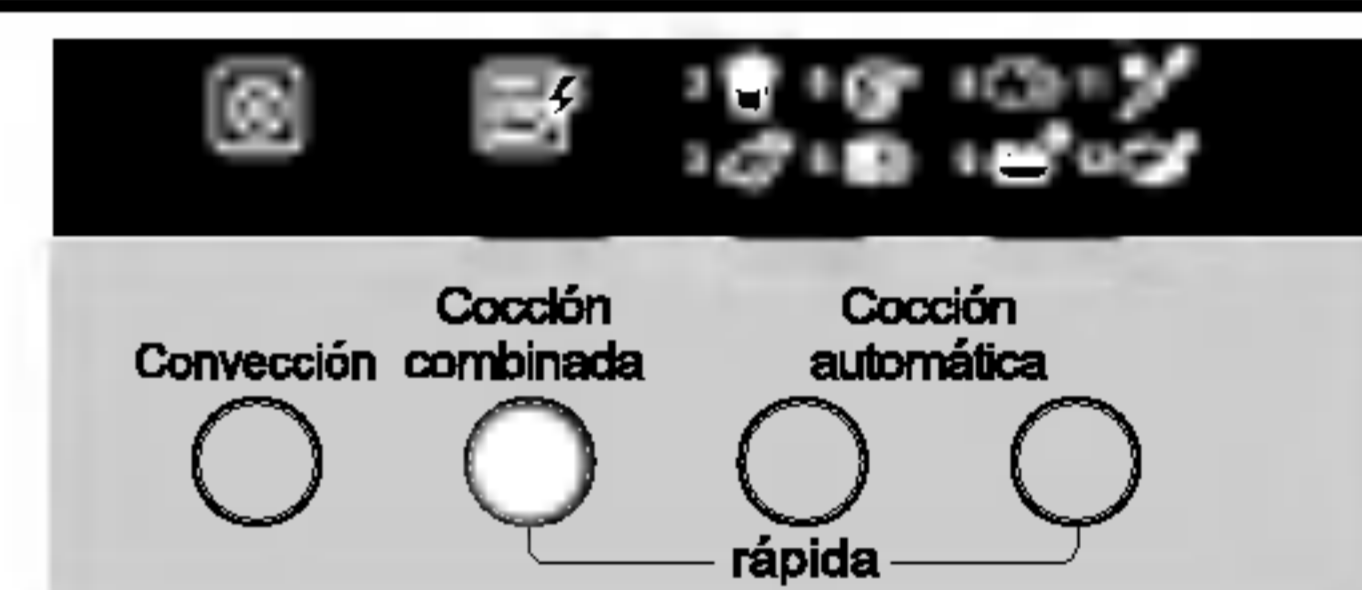 Cocción
Convección combinada
Cocción
automática
rápida